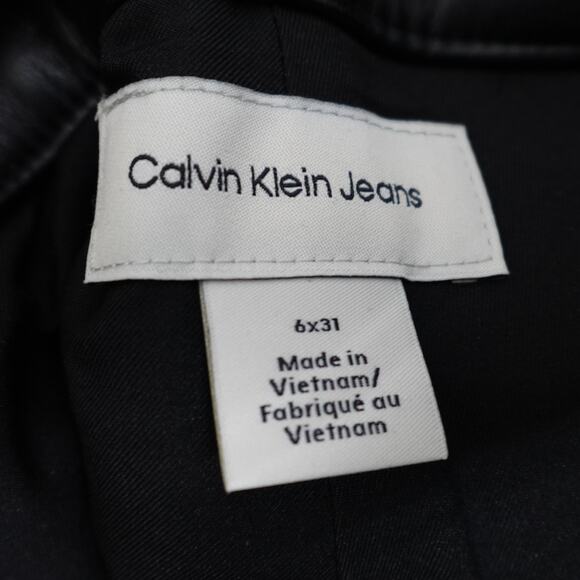 Calvin Klein Jeans
6x31
Made in
Vietnam/
Fabriqué au
Vietnam